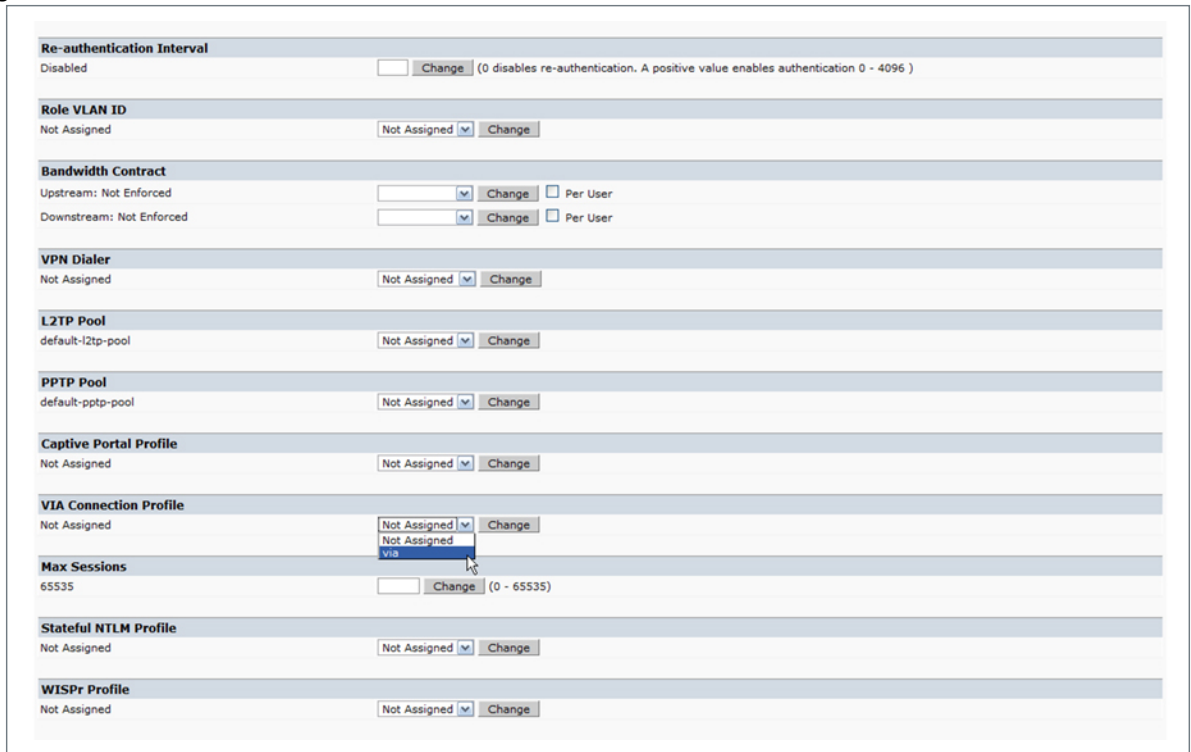 Re-authentication Interval
Disabled Change (0 disables re-authentication. A positive value enables authentication 0 - 4096 )
Role VLAN ID
Not Assigned Not Assigned Change
Bandwidth Contract
Upstream: Not Enforced Change Per User
Downstream: Not Enforced Change Per User
VPN Dialer
Not Assigned Not Assigned Change
L2TP Pool
default-l2tp-pool Not Assigned Change
PPTP Pool
default-pptp-pool Not Assigned Change
Captive Portal Profile
Not Assigned Not Assigned Change
VIA Connection Profile
Not Assigned Not Assigned Change
Not Assigned
via
Max Sessions
65535 Change (0 - 65535)
Stateful NTLM Profile
Not Assigned Not Assigned Change
WISPr Profile
Not Assigned Not Assigned Change